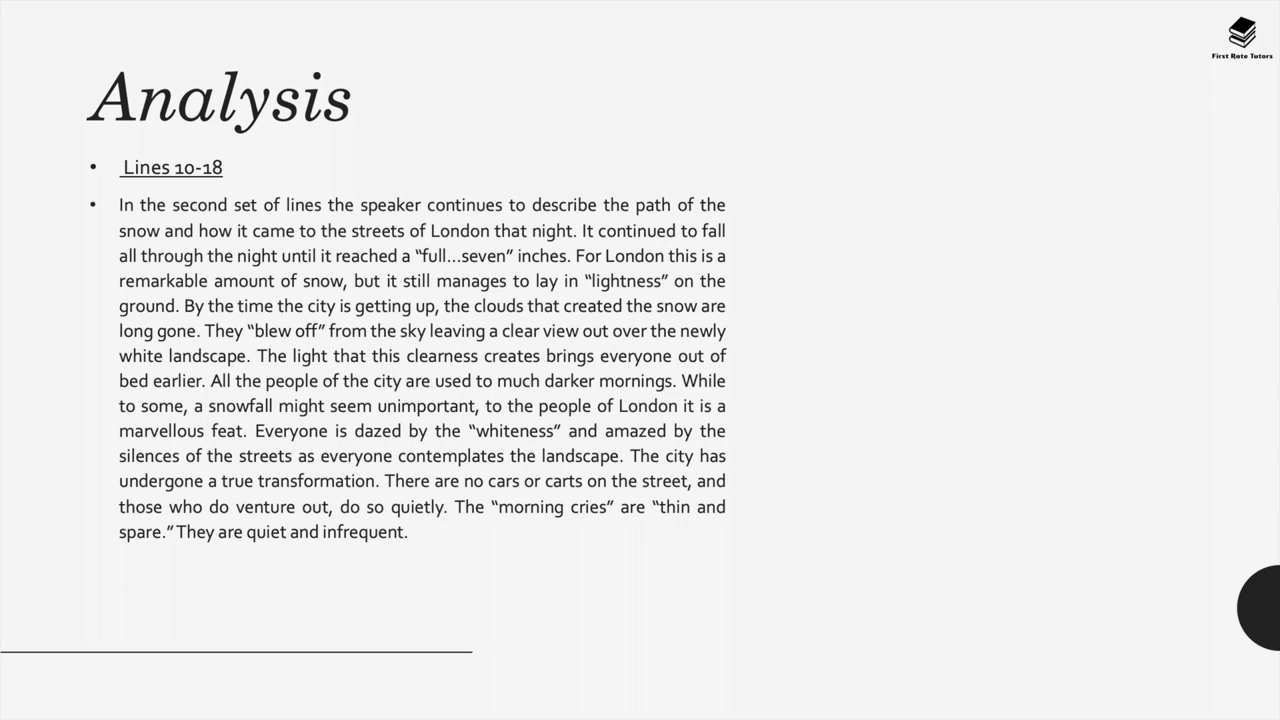 First Rate Tutors
Analysis
• Lines 10-18
• In the second set of lines the speaker continues to describe the path of the
snow and how it came to the streets of London that night. It continued to fall
all through the night until it reached a “full…seven” inches. For London this is a
remarkable amount of snow, but it still manages to lay in “lightness” on the
ground. By the time the city is getting up, the clouds that created the snow are
long gone. They “blew off” from the sky leaving a clear view out over the newly
white landscape. The light that this clearness creates brings everyone out of
bed earlier. All the people of the city are used to much darker mornings. While
to some, a snowfall might seem unimportant, to the people of London it is a
marvellous feat. Everyone is dazed by the “whiteness” and amazed by the
silences of the streets as everyone contemplates the landscape. The city has
undergone a true transformation. There are no cars or carts on the street, and
those who do venture out, do so quietly. The “morning cries” are “thin and
spare.” They are quiet and infrequent.